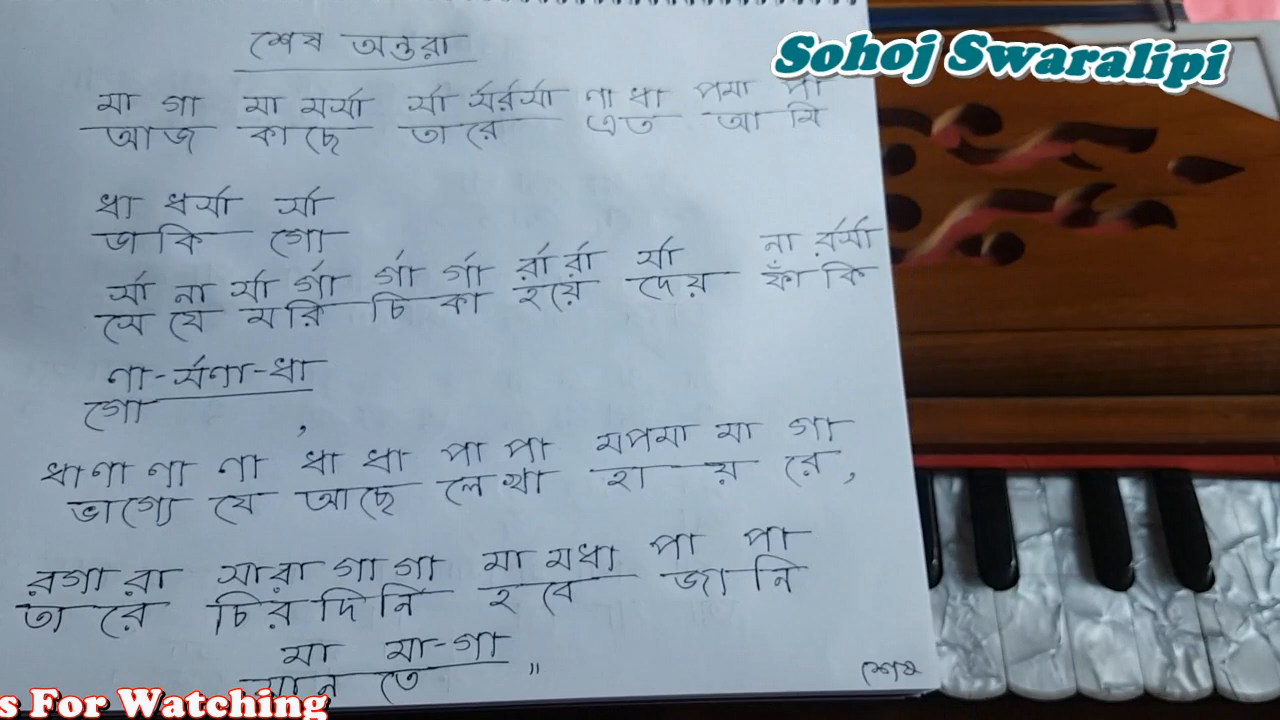 Sohoj Swaralipi
শেষ অন্তরা
মা গা মা মর্সা র্সা র্সর্রর্সা ণা ধা পমা পা
আজ কাছে তারে এত আমি
ধা ধর্সা র্সা
ডাকি গো
র্সা না র্সা র্গা র্গা র্গা র্রা র্রা র্সা না র্রর্সা
সে যে মরিচিকা হয়ে দেয় ফাঁকি
ণা-র্সণা-ধা
গো ,
ধাণা ণা ণা ধা ধা পা পা মপমা মা গা
ভাগ্যে যে আছে লেখা হায় রে,
রগা রা সারা গা গা মা মধা পা পা
তারে চিরদিনি হবে জানি
মা মা-গা
মানতে ॥
শেষ
s For Watching